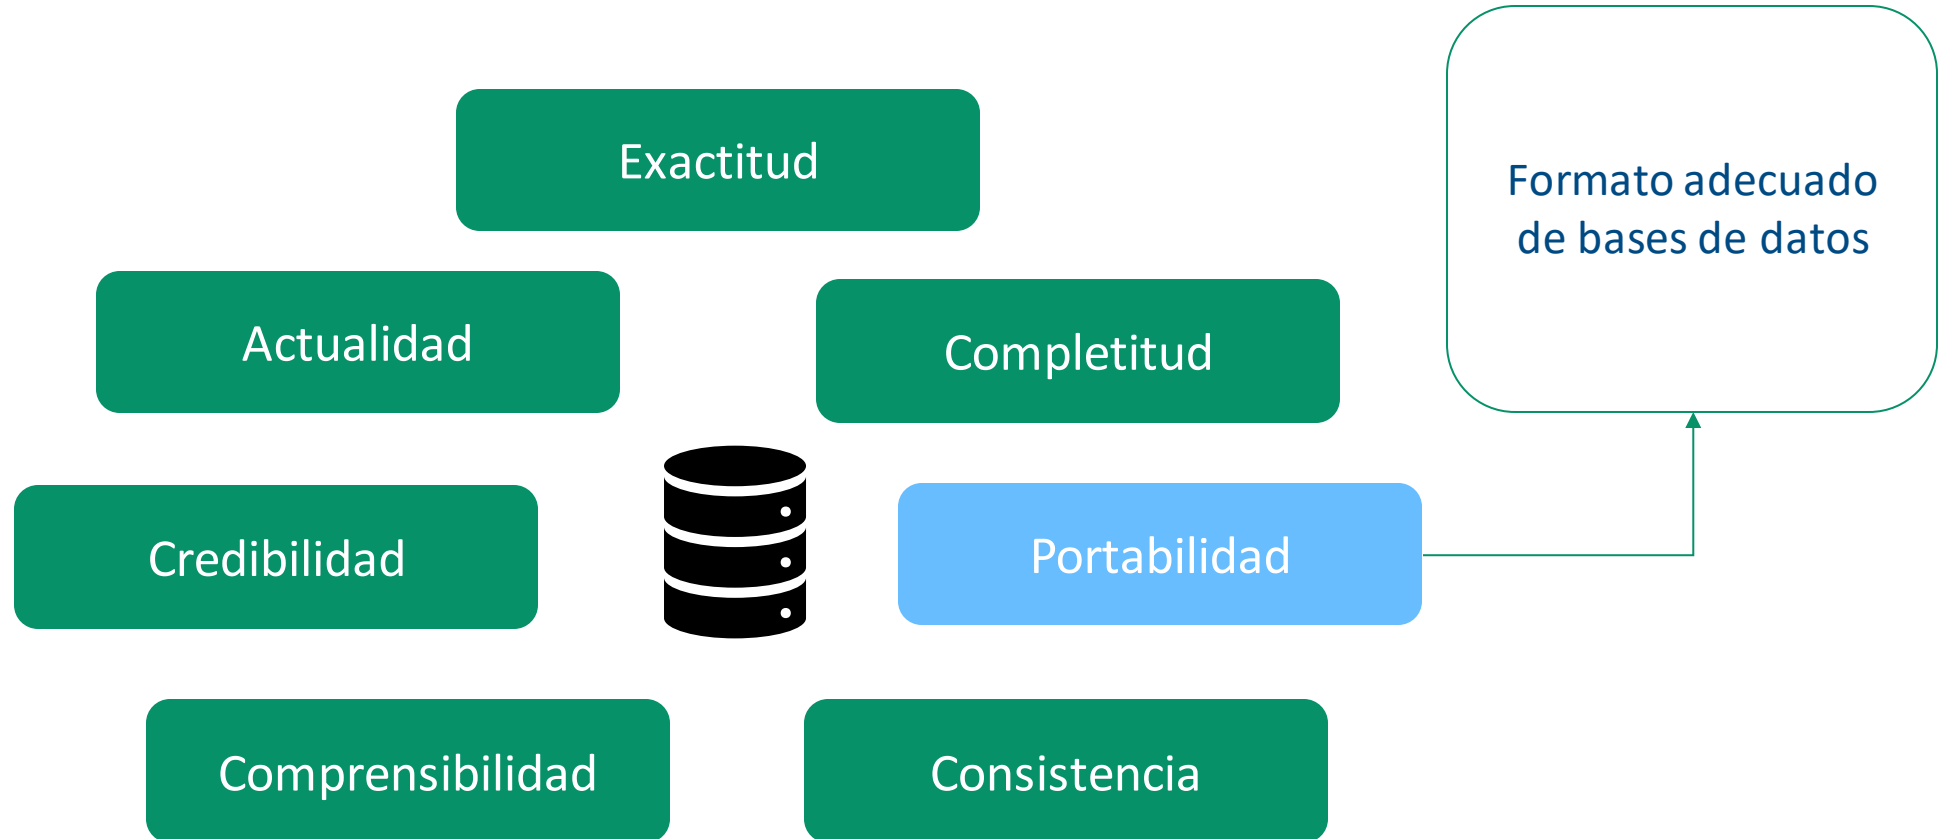 Exactitud
Formato adecuado
de bases de datos
Actualidad
Completitud
Credibilidad
Portabilidad
Comprensibilidad
Consistencia